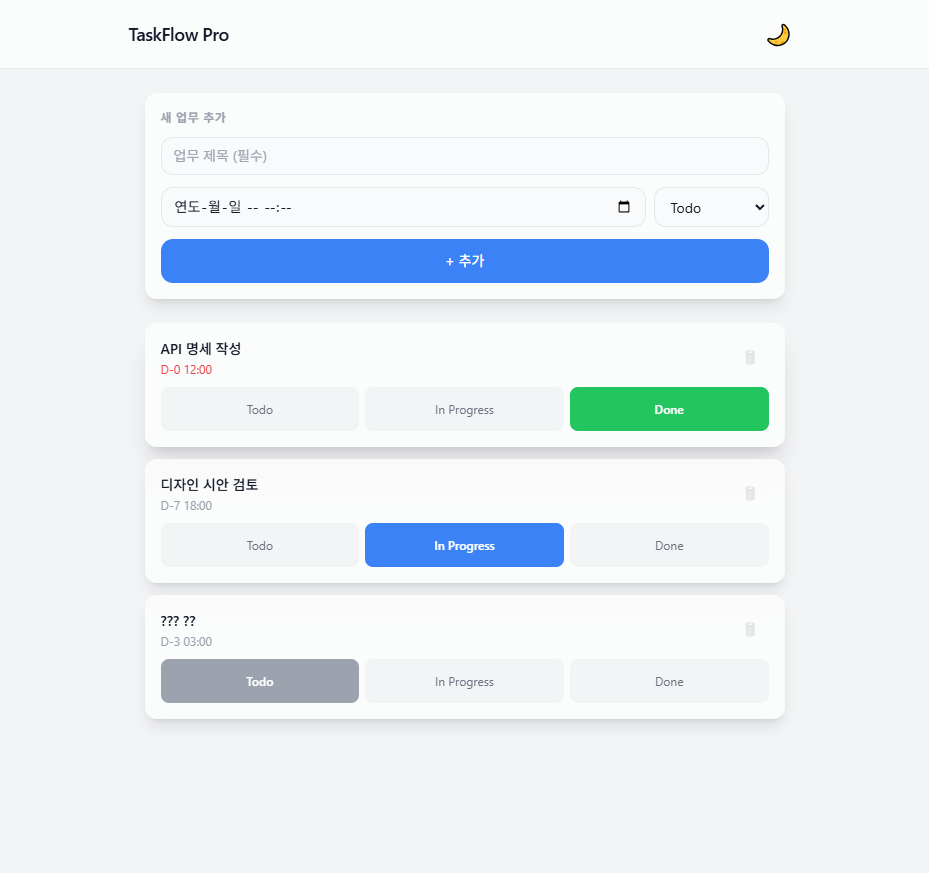 TaskFlow Pro
새 업무 추가
업무 제목 (필수)
연도-월-일 -- --:--
Todo
+ 추가
API 명세 작성
D-0 12:00
Todo In Progress Done
디자인 시안 검토
D-7 18:00
Todo In Progress Done
??? ??
D-3 03:00
Todo In Progress Done